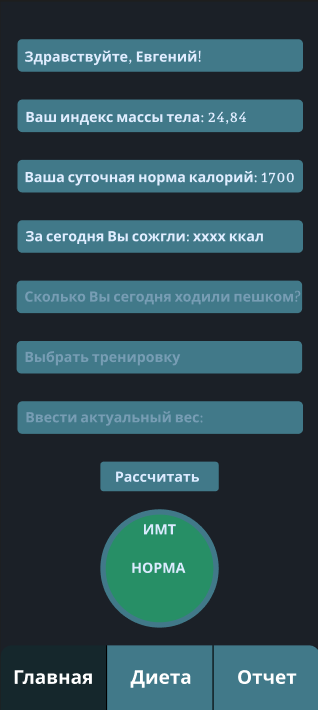 Здравствуйте, Евгений!
Ваш индекс массы тела: 24,84
Ваша суточная норма калорий: 1700
За сегодня Вы сожгли: хххх ккал
Сколько Вы сегодня ходили пешком?
Выбрать тренировку
Ввести актуальный вес:
Рассчитать
ИМТ
НОРМА
Главная Диета Отчет